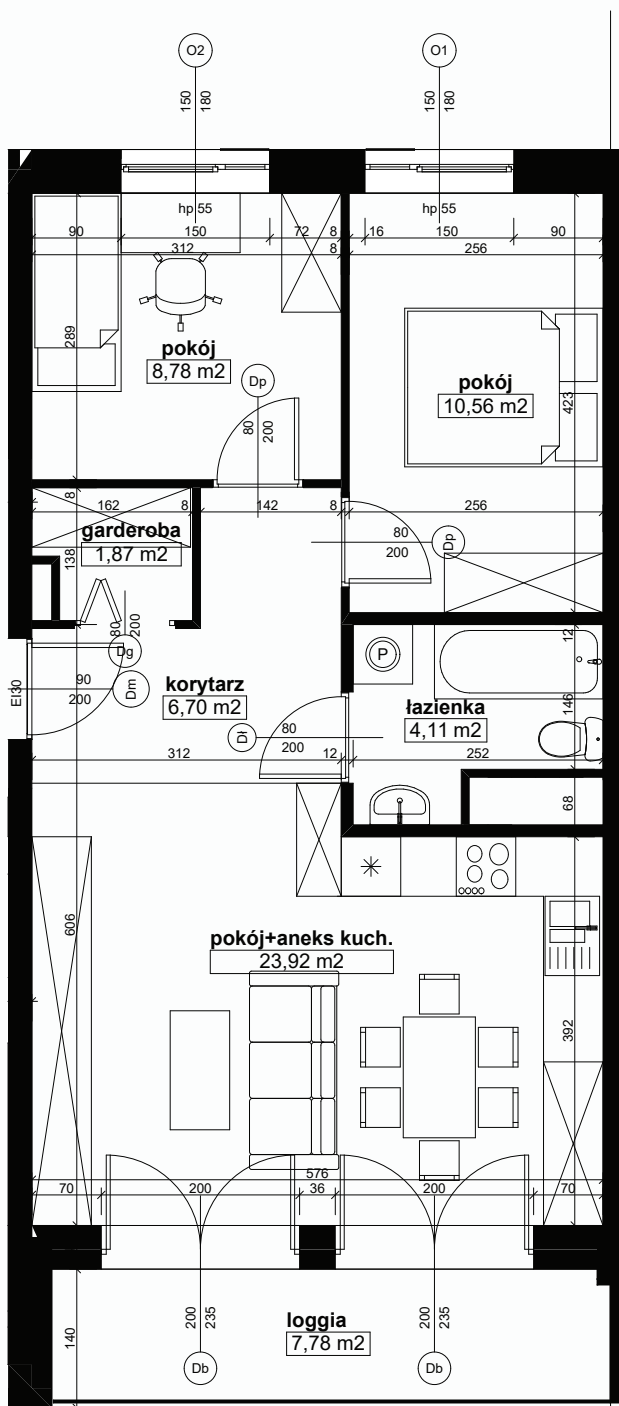 O2
O1
150
180
150
180
hp 55
hp 55
90
150
72
8
16
150
90
312
8
256
289
pokój
8,78 m2
pokój
10,56 m2
423
Dp
80
200
8
162
8
142
8
256
garderoba
1,87 m2
138
80
200
Dp
80
200
Dg
12
P
EI30
90
200
Dm
korytarz
6,70 m2
łazienka
4,11 m2
146
Dł
80
200
312
12
252
68
606
pokój+aneks kuch.
23,92 m2
392
576
70
200
36
200
70
200
235
200
235
loggia
7,78 m2
140
Db
Db